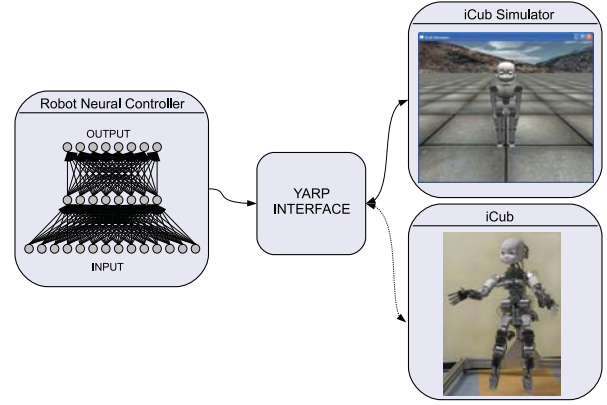 Robot Neural Controller
OUTPUT
INPUT
YARP
INTERFACE
iCub Simulator
iCub